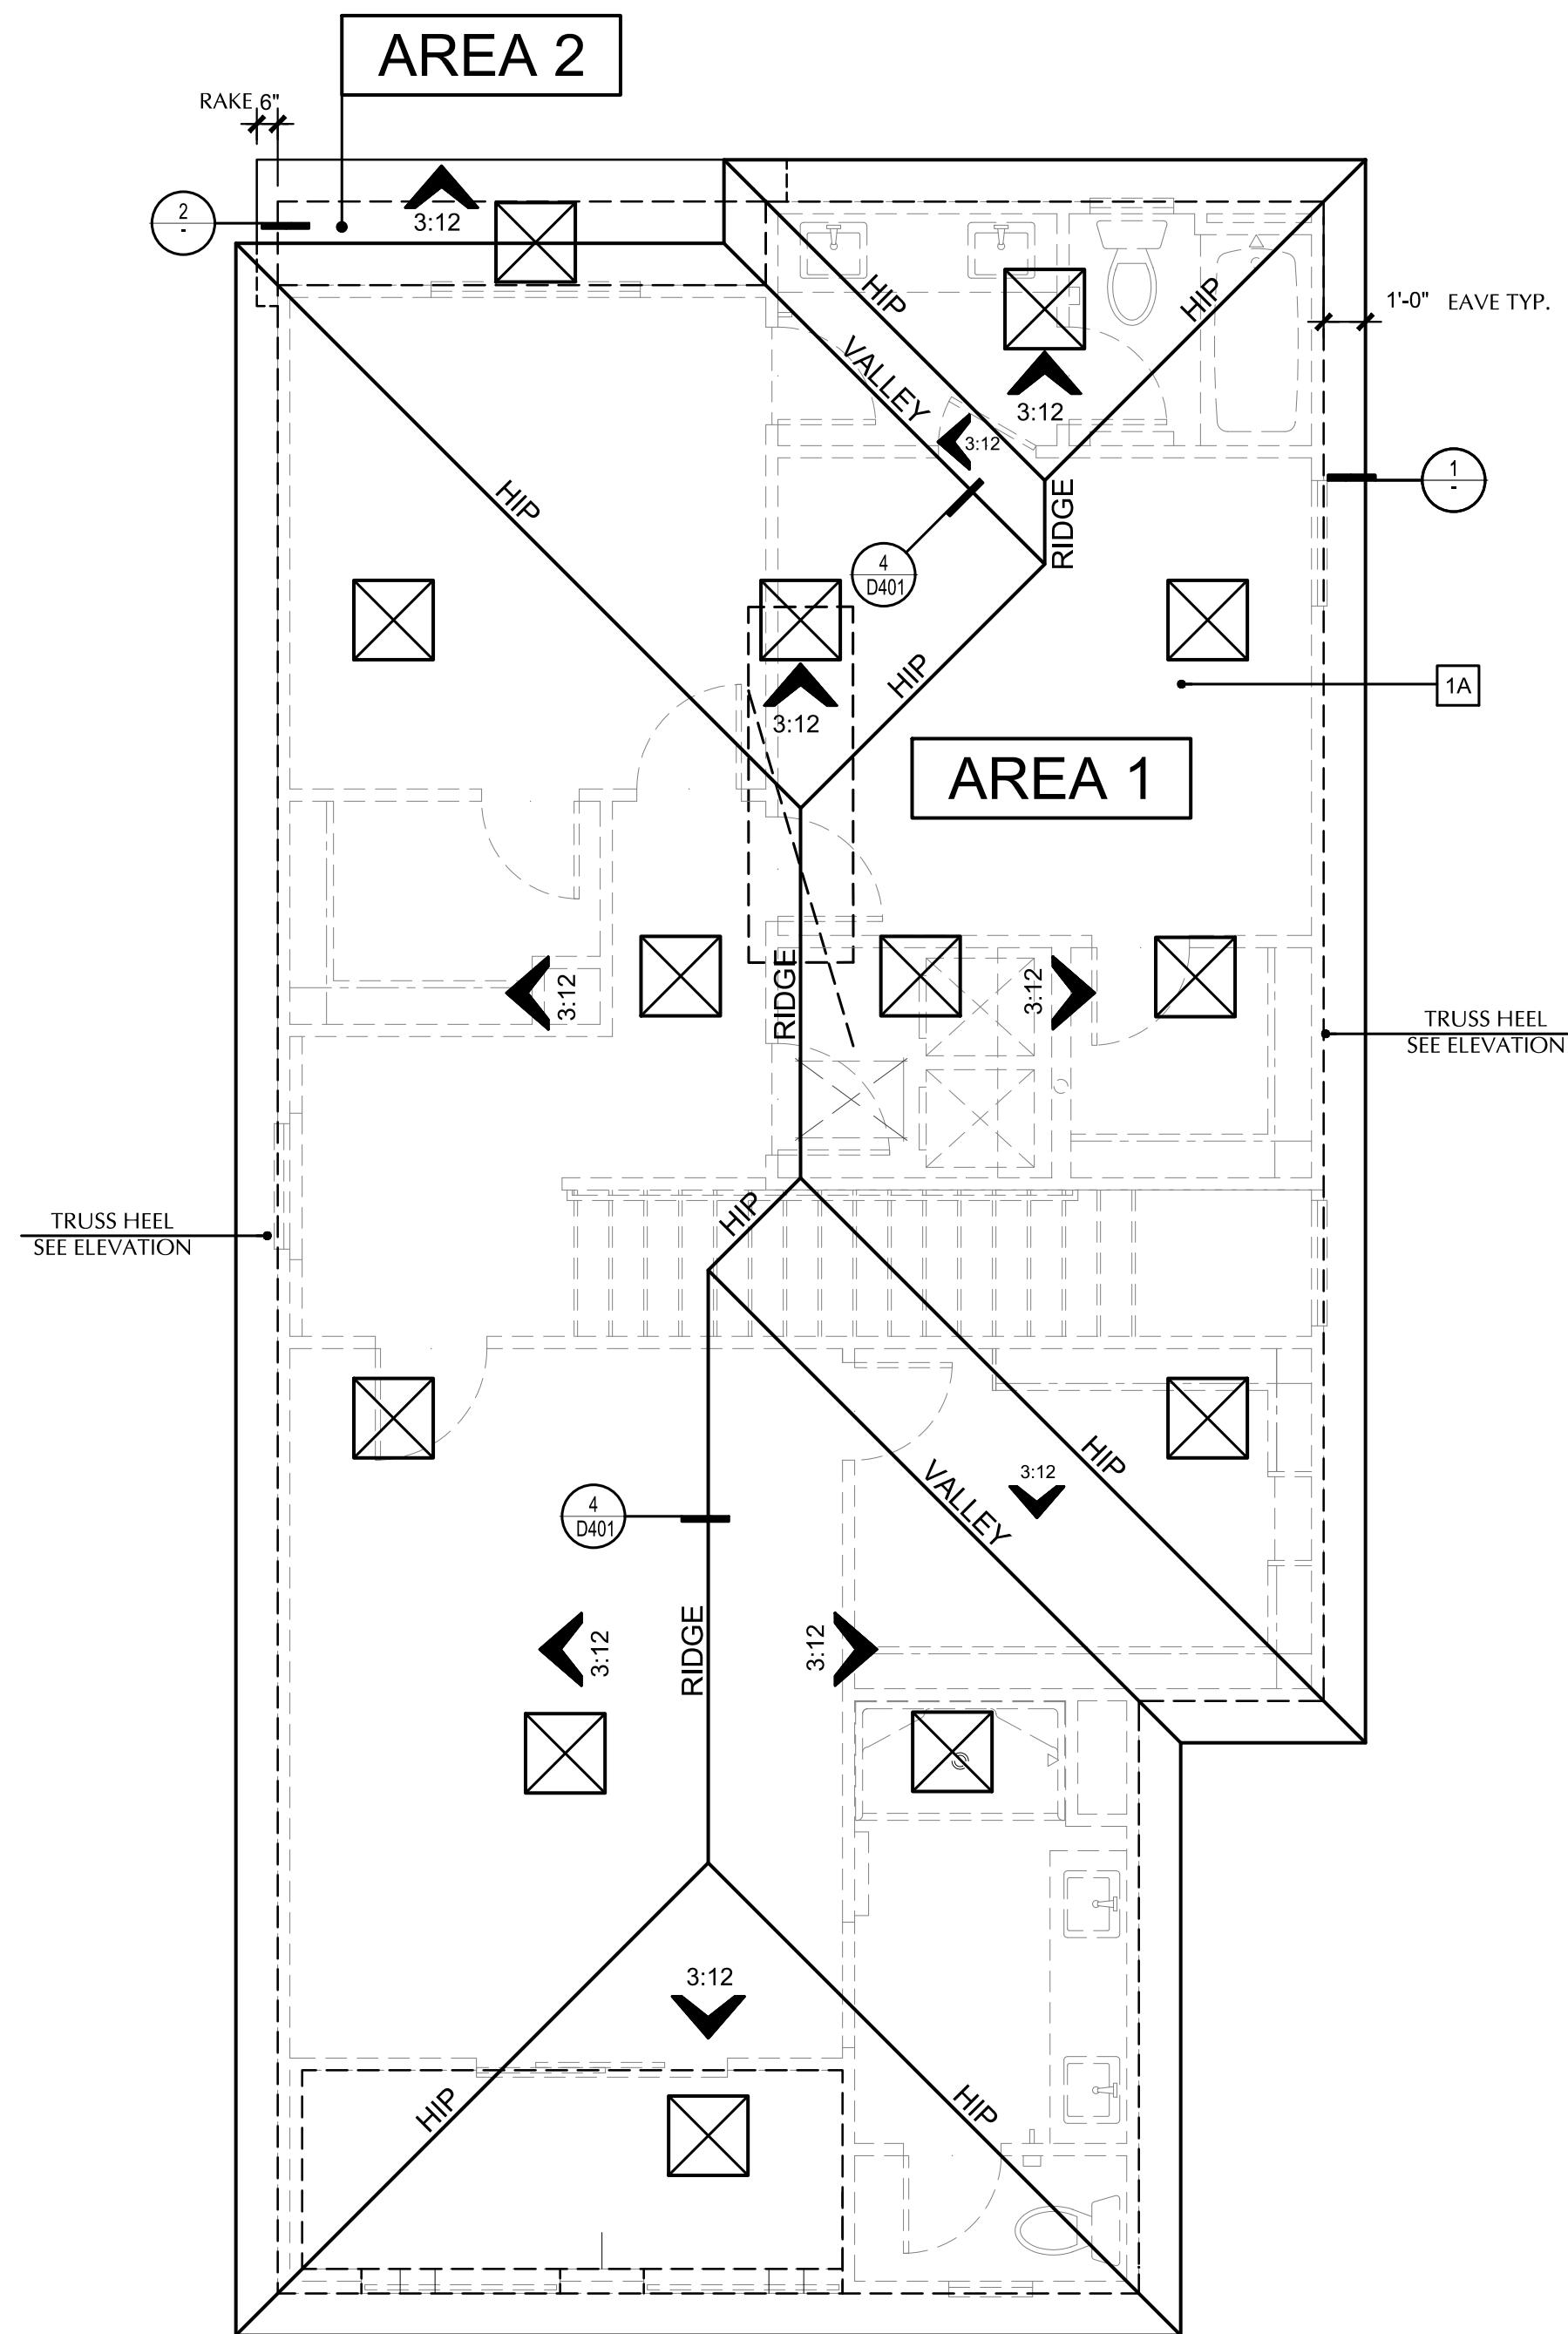 AREA 2
RAKE 6"
2
-
3:12
HIP
HIP
1'-0" EAVE TYP.
VALLEY
3:12
3:12
1
-
HIP
RIDGE
4
D401
HIP
1A
3:12
AREA 1
3:12
RIDGE
3:12
TRUSS HEEL
SEE ELEVATION
HIP
TRUSS HEEL
SEE ELEVATION
HIP
3:12
VALLEY
4
D401
3:12
RIDGE
3:12
3:12
HIP
HIP